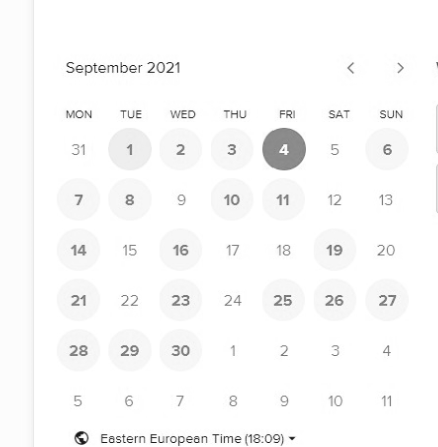 September 2021
MON TUE WED THU FRI SAT SUN
31 1 2 3 4 5 6
7 8 9 10 11 12 13
14 15 16 17 18 19 20
21 22 23 24 25 26 27
28 29 30 1 2 3 4
5 6 7 8 9 10 11
Eastern European Time (18:09)